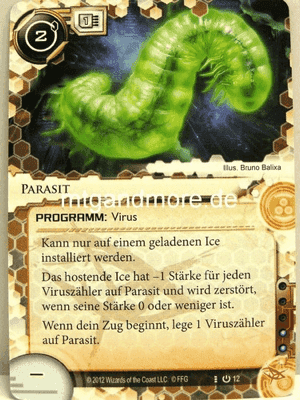 2
Illus. Bruno Balixa
PARASIT
mtgandmore.de
PROGRAMM: Virus
Kann nur auf einem geladenen Ice
installiert werden.
Das hostende Ice hat −1 Stärke für jeden
Viruszähler auf Parasit und wird zerstört,
wenn seine Stärke 0 oder weniger ist.
Wenn dein Zug beginnt, lege 1 Viruszähler
auf Parasit.
–
© 2012 Wizards of the Coast LLC. © FFG
12